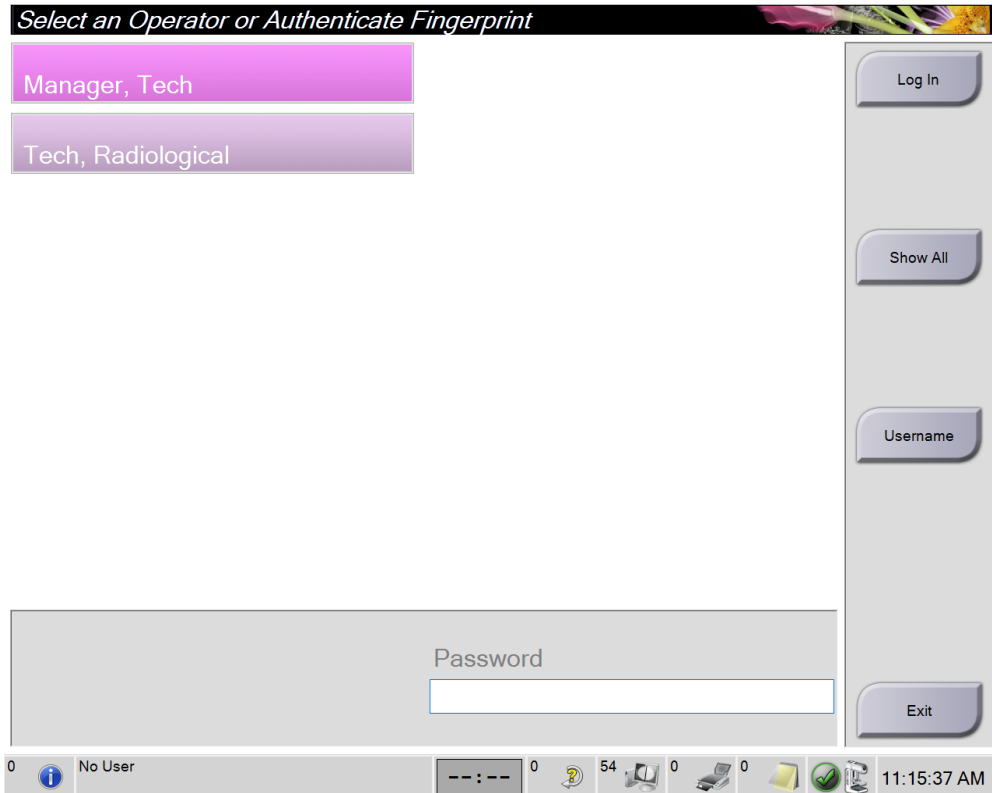 Select an Operator or Authenticate Fingerprint
Manager, Tech
Tech, Radiological
Log In
Show All
Username
Password
Exit
0 No User --:-- 0 54 0 0 11:15:37 AM